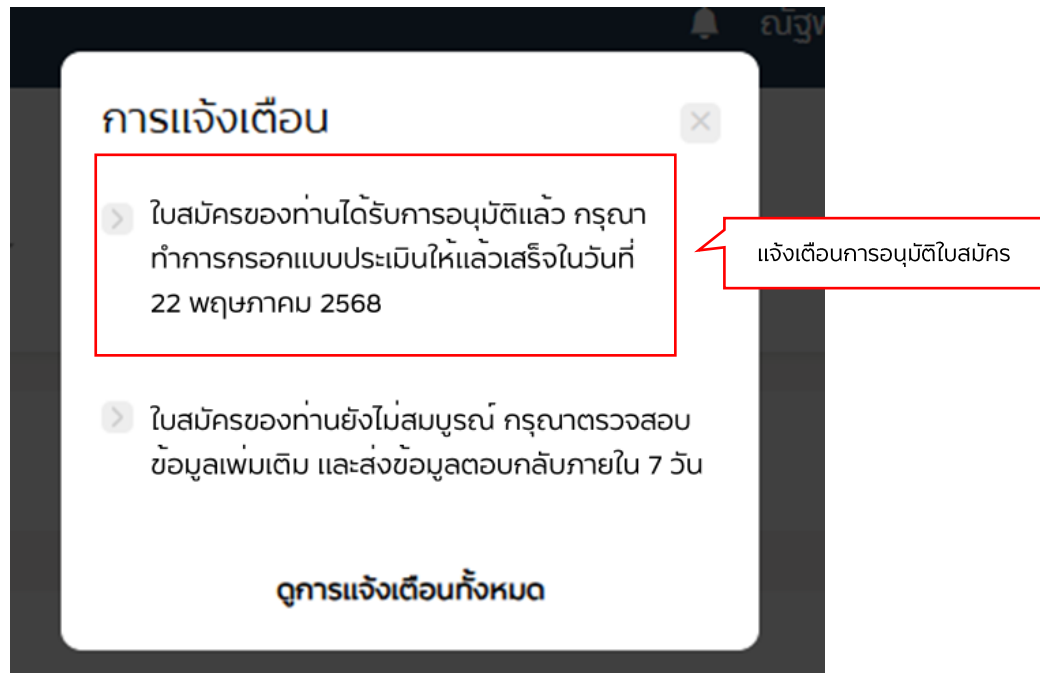 ณัฐพ
การแจ้งเตือน
ใบสมัครของท่านได้รับการอนุมัติแล้ว กรุณา
ทำการกรอกแบบประเมินให้แล้วเสร็จในวันที่
22 พฤษภาคม 2568
แจ้งเตือนการอนุมัติใบสมัคร
ใบสมัครของท่านยังไม่สมบูรณ์ กรุณาตรวจสอบ
ข้อมูลเพ่มเติม และส่งข้อมูลตอบกลับภายใน 7 วัน
ดูการแจ้งเตือนทั้งหมด